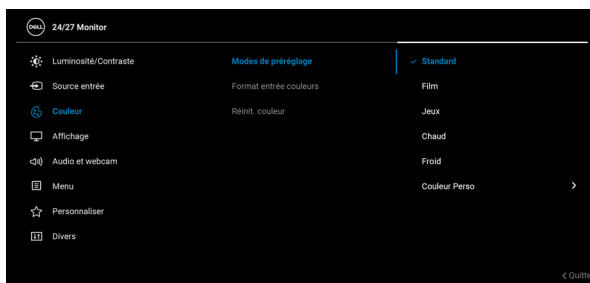 DELL 24/27 Monitor
Luminosité/Contraste Modes de préréglage Standard
Source entrée Format entrée couleurs Film
Couleur Réinit. couleur Jeux
Affichage Chaud
Audio et webcam Froid
Menu Couleur Perso
Personnaliser
Divers
Quitte